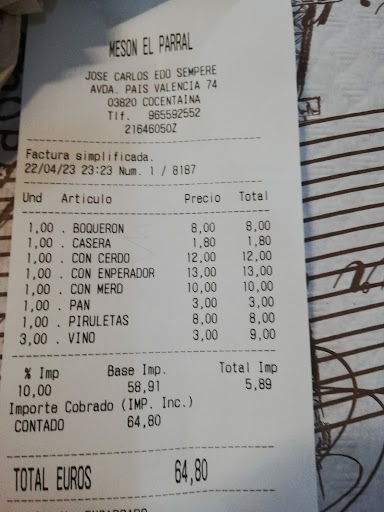 MESON EL PARRAL
JOSE CARLOS EDO SEMPERE
AVDA. PAIS VALENCIA 74
03820 COCENTAINA
Tlf. 965592552
21646050Z
Factura simplificada.
22/04/23 23:23 Num. 1 / 8187
Und Articulo Precio Total
1,00 . BOQUERON 8,00 8,00
1,00 . CASERA 1,80 1,80
1,00 . CON CERDO 12,00 12,00
1,00 . CON ENPERADOR 13,00 13,00
1,00 . CON MERD 10,00 10,00
1,00 . PAN 3,00 3,00
1,00 . PIRULETAS 8,00 8,00
3,00 . VINO 3,00 9,00
% Imp Base Imp. Total Imp
10,00 58,91 5,89
Importe Cobrado (IMP. Inc.)
CONTADO 64,80
TOTAL EUROS 64,80